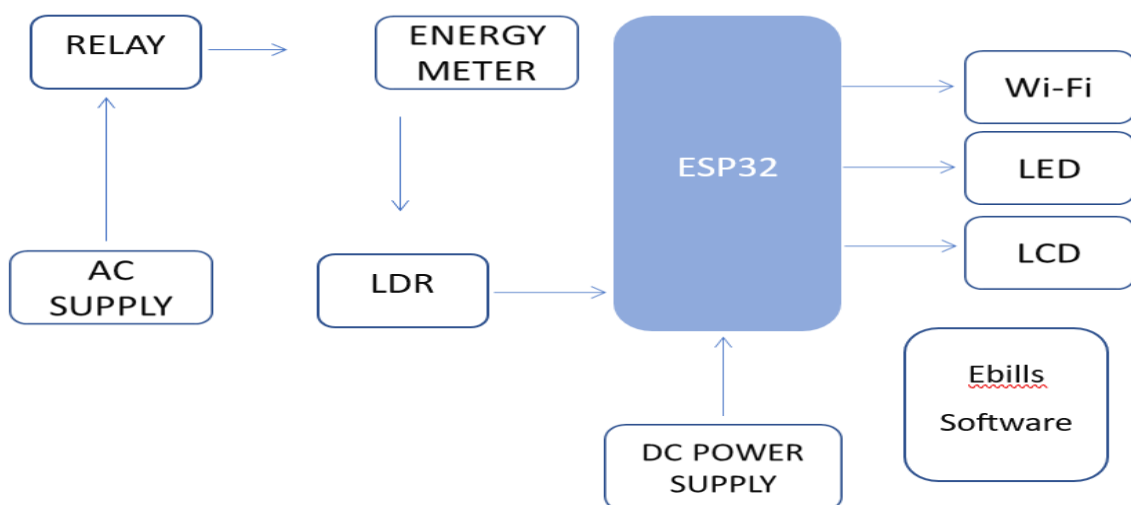 RELAY
ENERGY
METER
ESP32
Wi-Fi
LED
LCD
AC
SUPPLY
LDR
Ebills
Software
DC POWER
SUPPLY